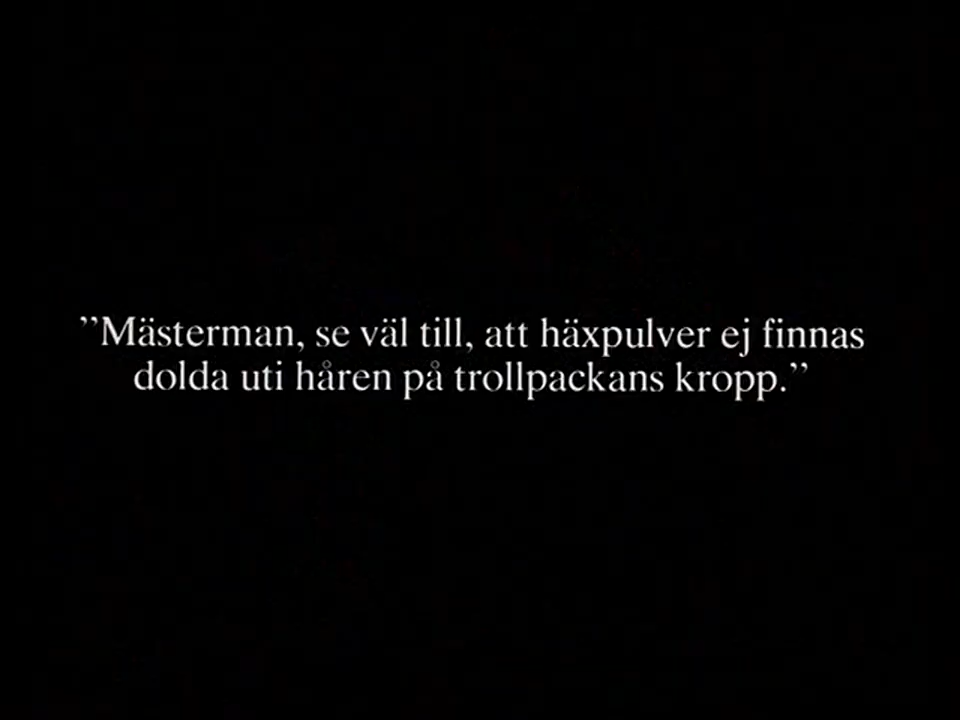 ”Mästerman, se väl till, att häxpulver ej finnas
dolda uti håren på trollpackans kropp.”